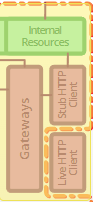 Internal
Resources
Gateways
Stub HTTP
Client
Live HTTP
Client